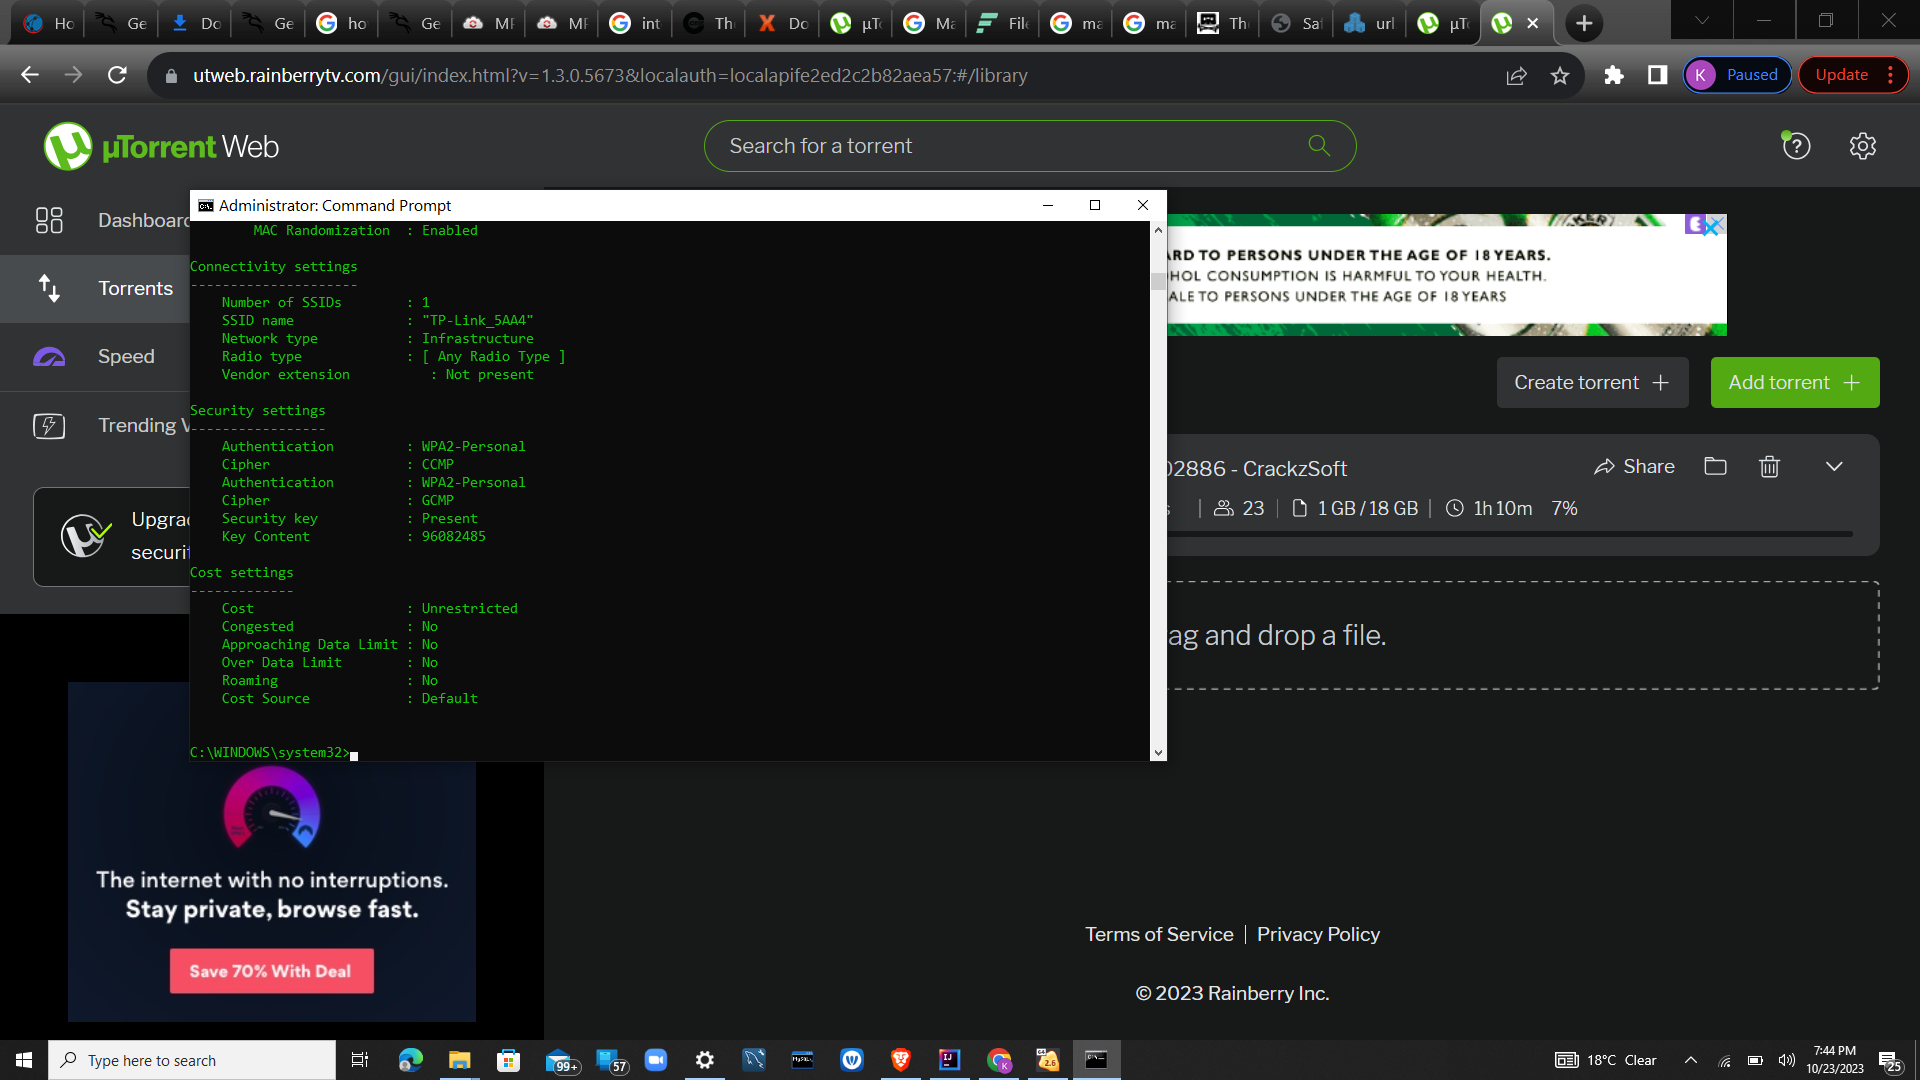 Ho
Ge
Do
Ge
ho
Ge
MF
MF
int
The
Do
µTo
Ma
File
ma
ma
The
Saf
url
µTo
utweb.rainberrytv.com/gui/index.html?v=1.3.0.5673&localauth=localapife2ed2c2b82aea57:#/library
K Paused
Update
µTorrent Web
Search for a torrent
Dashboard
Torrents
Speed
Trending V
Upgrad
securit
Administrator: Command Prompt
MAC Randomization : Enabled
Connectivity settings
---------------------
Number of SSIDs : 1
SSID name : "TP-Link_5AA4"
Network type : Infrastructure
Radio type : [ Any Radio Type ]
Vendor extension : Not present
Security settings
-----------------
Authentication : WPA2-Personal
Cipher : CCMP
Authentication : WPA2-Personal
Cipher : GCMP
Security key : Present
Key Content : 96082485
Cost settings
-------------
Cost : Unrestricted
Congested : No
Approaching Data Limit : No
Over Data Limit : No
Roaming : No
Cost Source : Default
C:\WINDOWS\system32>
ARD TO PERSONS UNDER THE AGE OF 18 YEARS.
HOL CONSUMPTION IS HARMFUL TO YOUR HEALTH.
ALE TO PERSONS UNDER THE AGE OF 18 YEARS
Create torrent +
Add torrent +
02886 - CrackzSoft
Share
s | 23 | 1 GB / 18 GB | 1h 10m 7%
ag and drop a file.
The internet with no interruptions.
Stay private, browse fast.
Save 70% With Deal
Terms of Service | Privacy Policy
© 2023 Rainberry Inc.
Type here to search
99+
57
18°C Clear
7:44 PM
10/23/2023
25